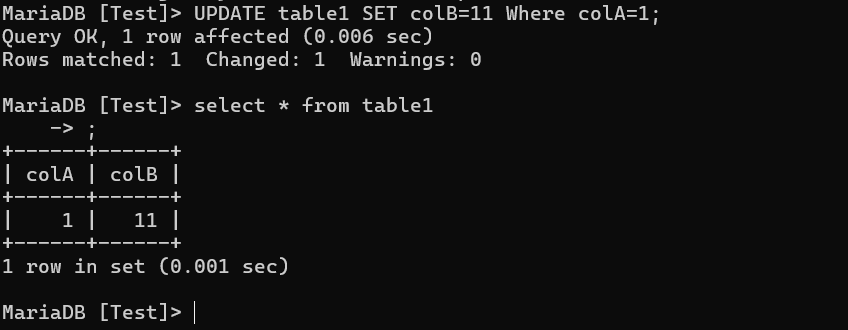 MariaDB [Test]> UPDATE table1 SET colB=11 Where colA=1;
Query OK, 1 row affected (0.006 sec)
Rows matched: 1  Changed: 1  Warnings: 0

MariaDB [Test]> select * from table1
    -> ;
+------+------+
| colA | colB |
+------+------+
|    1 |   11 |
+------+------+
1 row in set (0.001 sec)

MariaDB [Test]>